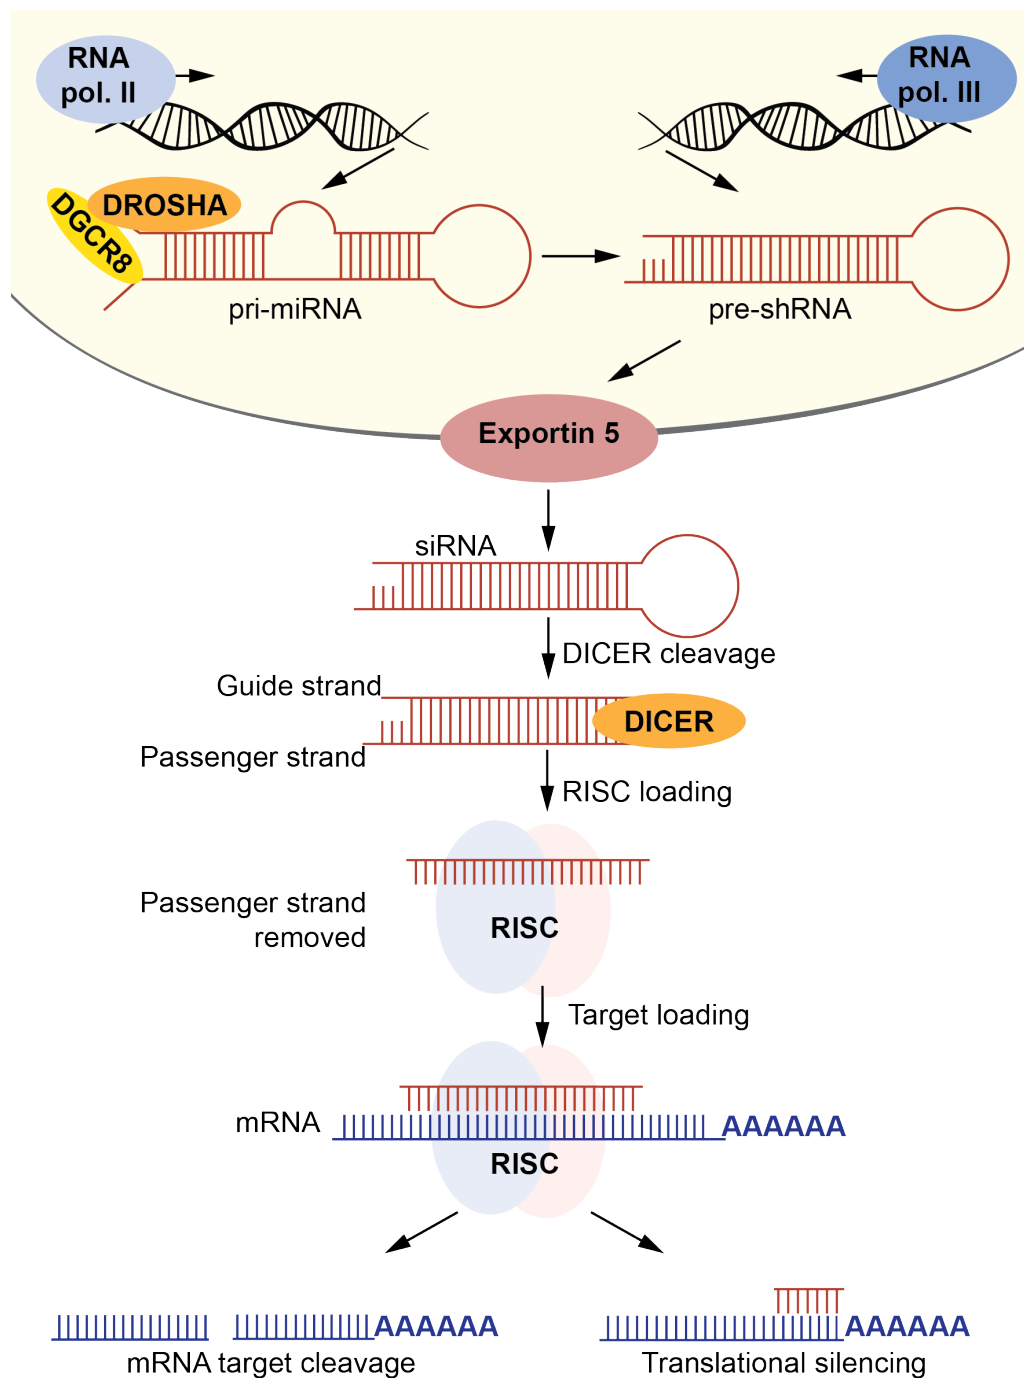 RNA
pol. II
RNA
pol. III
DROSHA
DGCR8
pri-miRNA
pre-shRNA
Exportin 5
siRNA
DICER cleavage
Guide strand
DICER
Passenger strand
RISC loading
Passenger strand
removed
RISC
Target loading
mRNA
AAAAAA
RISC
AAAAAA
AAAAAA
mRNA target cleavage
Translational silencing